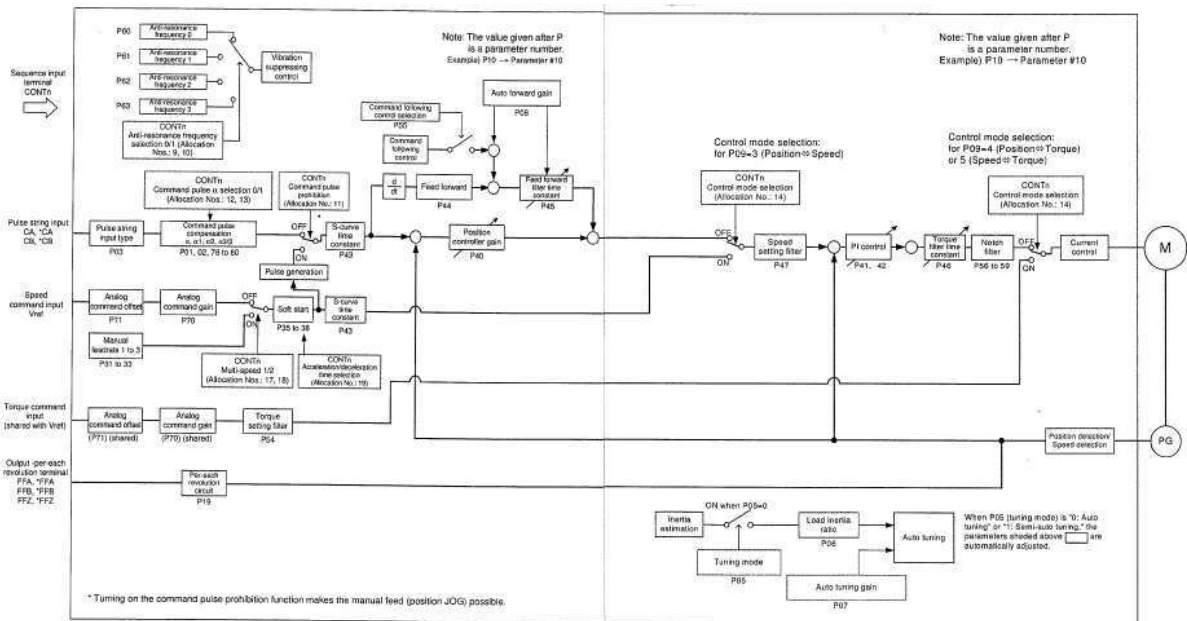 P60
Anti-resonance
frequency 0
P61
Anti-resonance
frequency 1
P62
Anti-resonance
frequency 2
P63
Anti-resonance
frequency 3
Vibration
suppressing
control
CONTn
Anti-resonance frequency
selection 0/1 (Allocation
Nos.: 9, 10)
Sequence input
terminal
CONTn
Note: The value given after P
is a parameter number.
Example) P10 → Parameter #10
Note: The value given after P
is a parameter number.
Example) P10 → Parameter #10
Auto forward gain
Command following
control selection
P55
Command
following
control
d
dt
Feed forward
P44
Feed forward
filter time
constant
P45
CONTn
Command pulse α selection 0/1
(Allocation Nos.: 12, 13)
CONTn
Command pulse
prohibition
(Allocation No.: 11)
*
Pulse string input
CA, *CA
CB, *CB
Pulse string
input type
P03
Command pulse
compensation
OFF
ON
S-curve
time
constant
P43
Position
controller gain
P40
Pulse generation
Control mode selection:
for P09=3 (Position⇔Speed)
CONTn
Control mode selection
(Allocation No.: 14)
OFF
ON
Speed
setting filter
P47
PI control
P41, 42
Torque
filter time
constant
P46
Notch
filter
P56 to 59
Control mode selection:
for P09=4 (Position⇔Torque)
or 5 (Speed⇔Torque)
CONTn
Control mode selection
(Allocation No.: 14)
OFF
ON
Current
control
M
Speed
command input
Vref
Analog
command offset
P71
Analog
command gain
P70
OFF
ON
Soft start
P35 to 38
S-curve
time
constant
P43
Manual
feedrate 1 to 3
P31 to 33
CONTn
Multi-speed 1/2
(Allocation Nos.: 17, 18)
CONTn
Acceleration/deceleration
time selection
(Allocation No.: 19)
Torque command
input
(shared with Vref)
Analog
command offset
(P71) (shared)
Analog
command gain
(P70) (shared)
Torque
setting filter
P54
Position detection/
Speed detection
PG
Output -per-each
revolution terminal
FFA, *FFA
FFB, *FFB
FFZ, *FFZ
Per-each
revolution
circuit
P19
ON when P05=0
Inertia
estimation
Load inertia
ratio
P06
Auto tuning
Tuning mode
P05
Auto tuning gain
P07
When P05 (tuning mode) is "0: Auto
tuning" or "1: Semi-auto tuning," the
parameters shaded above are
automatically adjusted.
* Turning on the command pulse prohibition function makes the manual feed (position JOG) possible.